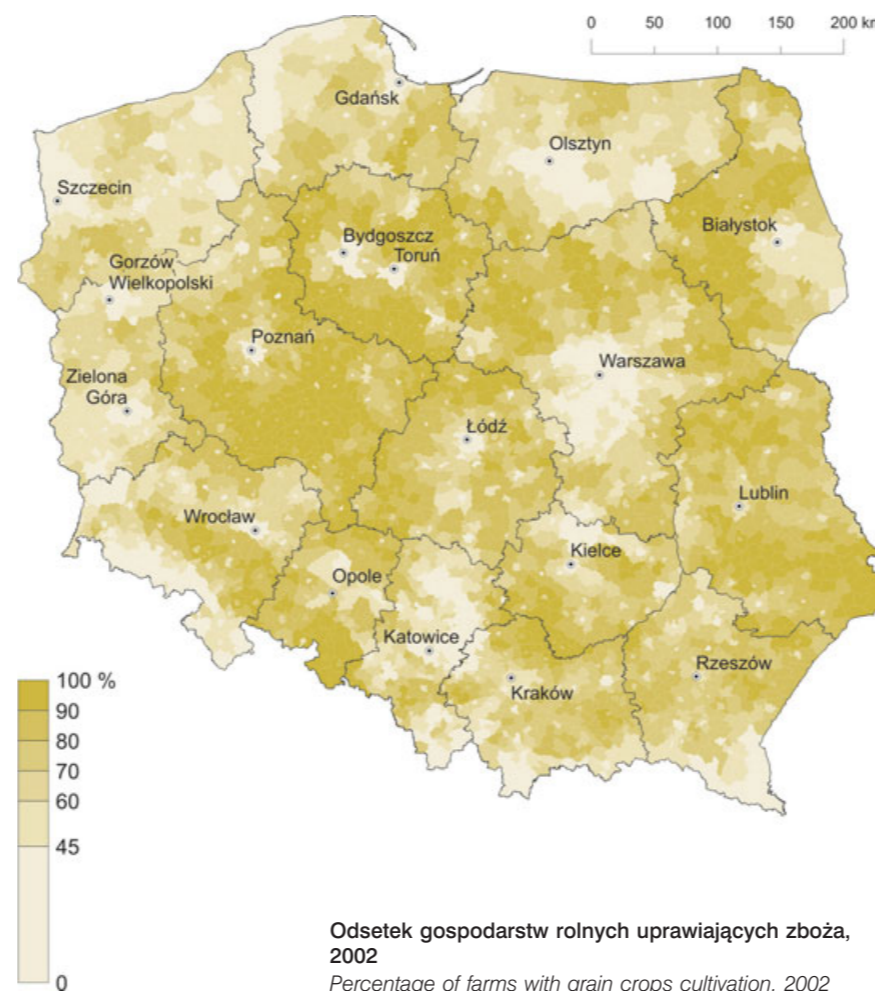 0 50 100 150 200 km
Gdańsk
Olsztyn
Szczecin
Białystok
Bydgoszcz
Toruń
Gorzów
Wielkopolski
Poznań
Warszawa
Zielona
Góra
Łódź
Lublin
Wrocław
Kielce
Opole
Katowice
Rzeszów
Kraków
100 %
90
80
70
60
45
0
Odsetek gospodarstw rolnych uprawiających zboża,
2002
Percentage of farms with grain crops cultivation, 2002